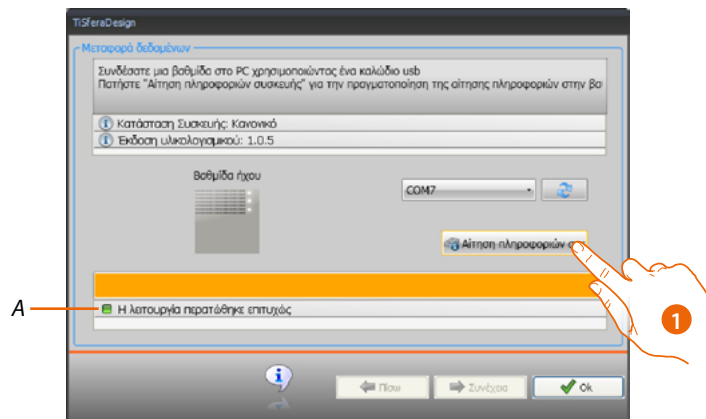 TiSferaDesign
Μεταφορά δεδομένων
Συνδέσατε μια βαθμίδα στο PC χρησιμοποιώντας ένα καλώδιο usb
Πατήστε "Αίτηση πληροφοριών συσκευής" για την πραγματοποίηση της αίτησης πληροφοριών στην βα
Κατάσταση Συσκευής: Κανονικό
Έκδοση υλικολογισμικού: 1.0.5
Βαθμίδα ήχου
COM7
Αίτηση πληροφοριών σ
A
Η λειτουργία περατώθηκε επιτυχώς
1
Πίσω
Συνέχεια
Ok